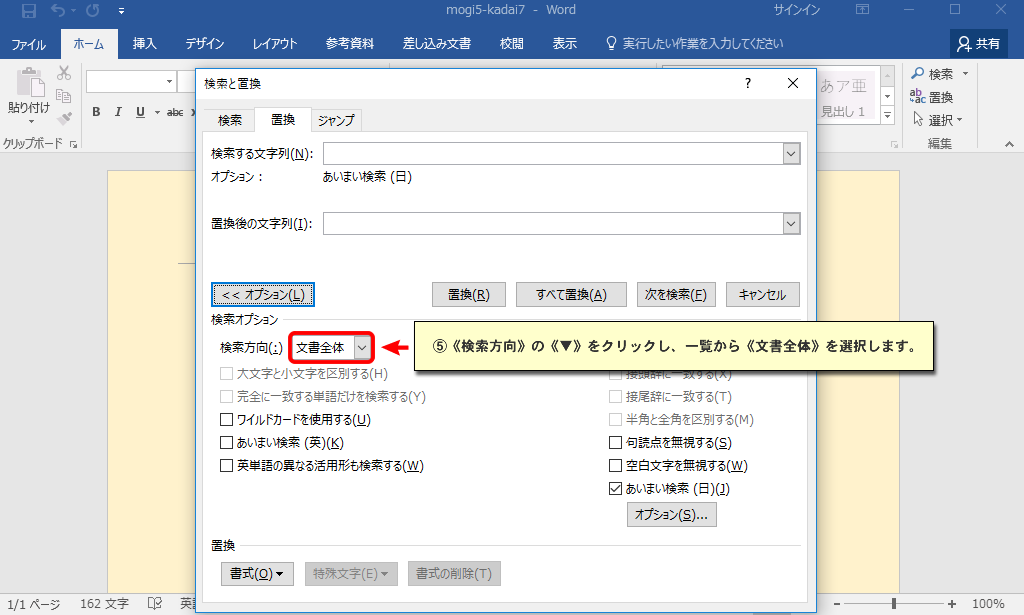 mogi5-kadai7 - Word
サインイン
ファイル
ホーム
挿入
デザイン
レイアウト
参考資料
差し込み文書
校閲
表示
実行したい作業を入力してください
共有
貼り付け
クリップボード
B I U abc
あア亜
見出し 1
検索
置換
選択
編集
検索と置換
?
検索
置換
ジャンプ
検索する文字列(N):
オプション :
あいまい検索 (日)
置換後の文字列(I):
<< オプション(L)
置換(R)
すべて置換(A)
次を検索(F)
キャンセル
検索オプション
検索方向(:)
文書全体
⑤《検索方向》の《▼》をクリックし、一覧から《文書全体》を選択します。
大文字と小文字を区別する(H)
接頭辞に一致する(X)
完全に一致する単語だけを検索する(Y)
接尾辞に一致する(T)
ワイルドカードを使用する(U)
半角と全角を区別する(M)
あいまい検索 (英)(K)
句読点を無視する(S)
英単語の異なる活用形も検索する(W)
空白文字を無視する(W)
あいまい検索 (日)(J)
オプション(S)...
置換
書式(O)
特殊文字(E)
書式の削除(T)
1/1 ページ
162 文字
100%